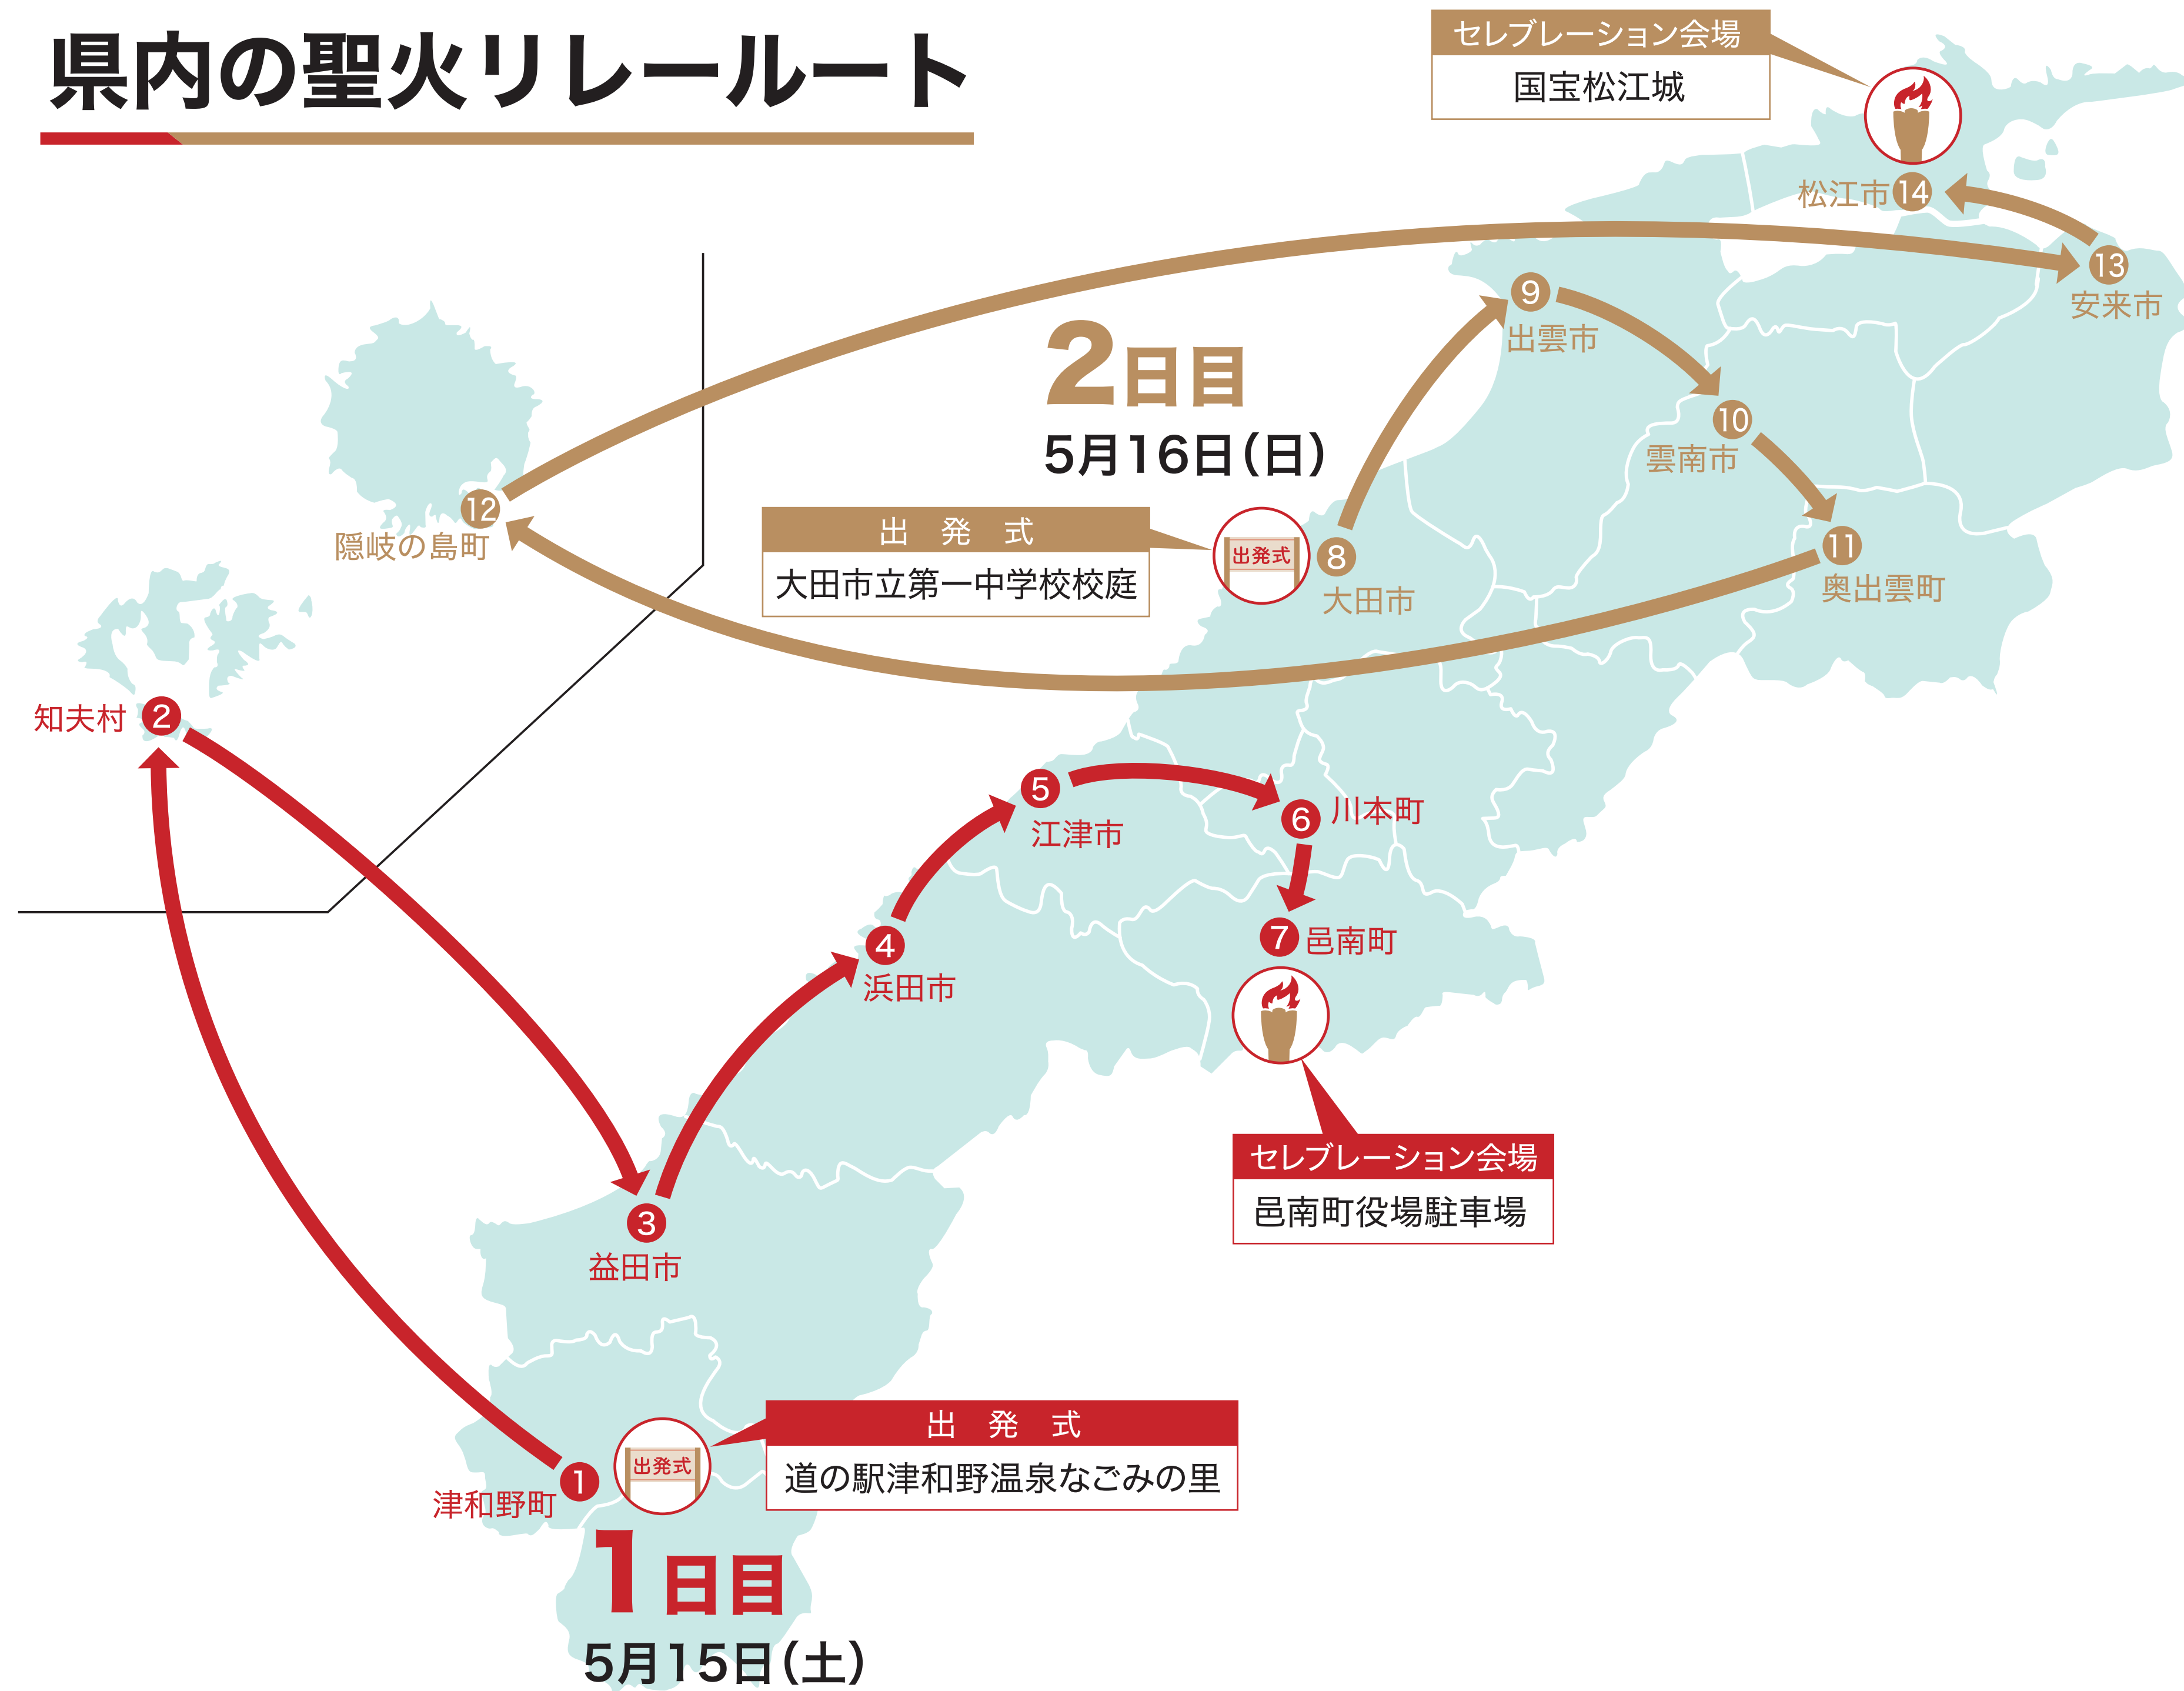 県内の聖火リレールート
セレブレーション会場
国宝松江城
松江市 14
13
安来市
9
出雲市
2日目
5月16日(日)
10
雲南市
12
隠岐の島町
出 発 式
大田市立第一中学校校庭
出発式
8
大田市
11
奥出雲町
知夫村 2
5
江津市
6 川本町
7 邑南町
4
浜田市
セレブレーション会場
邑南町役場駐車場
3
益田市
出 発 式
道の駅津和野温泉なごみの里
出発式
1
津和野町
1日目
5月15日(土)